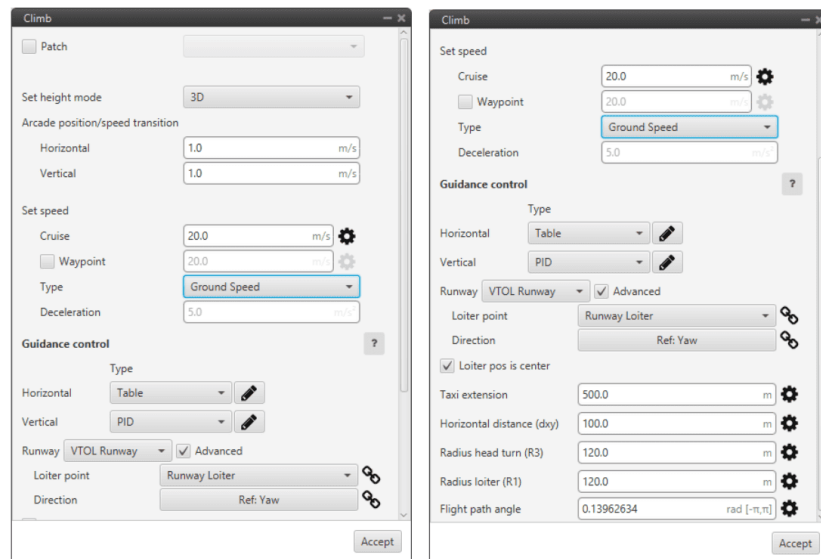 Climb
Patch
Set height mode 3D
Arcade position/speed transition
Horizontal 1.0 m/s
Vertical 1.0 m/s
Set speed
Cruise 20.0 m/s
Waypoint 20.0 m/s
Type Ground Speed
Deceleration 5.0 m/s²
Guidance control ?
Type
Horizontal Table
Vertical PID
Runway VTOL Runway Advanced
Loiter point Runway Loiter
Direction Ref: Yaw
Accept
Climb
Set speed
Cruise 20.0 m/s
Waypoint 20.0 m/s
Type Ground Speed
Deceleration 5.0 m/s²
Guidance control ?
Type
Horizontal Table
Vertical PID
Runway VTOL Runway Advanced
Loiter point Runway Loiter
Direction Ref: Yaw
Loiter pos is center
Taxi extension 500.0 m
Horizontal distance (dxy) 100.0 m
Radius head turn (R3) 120.0 m
Radius loiter (R1) 120.0 m
Flight path angle 0.13962634 rad [-π,π]
Accept